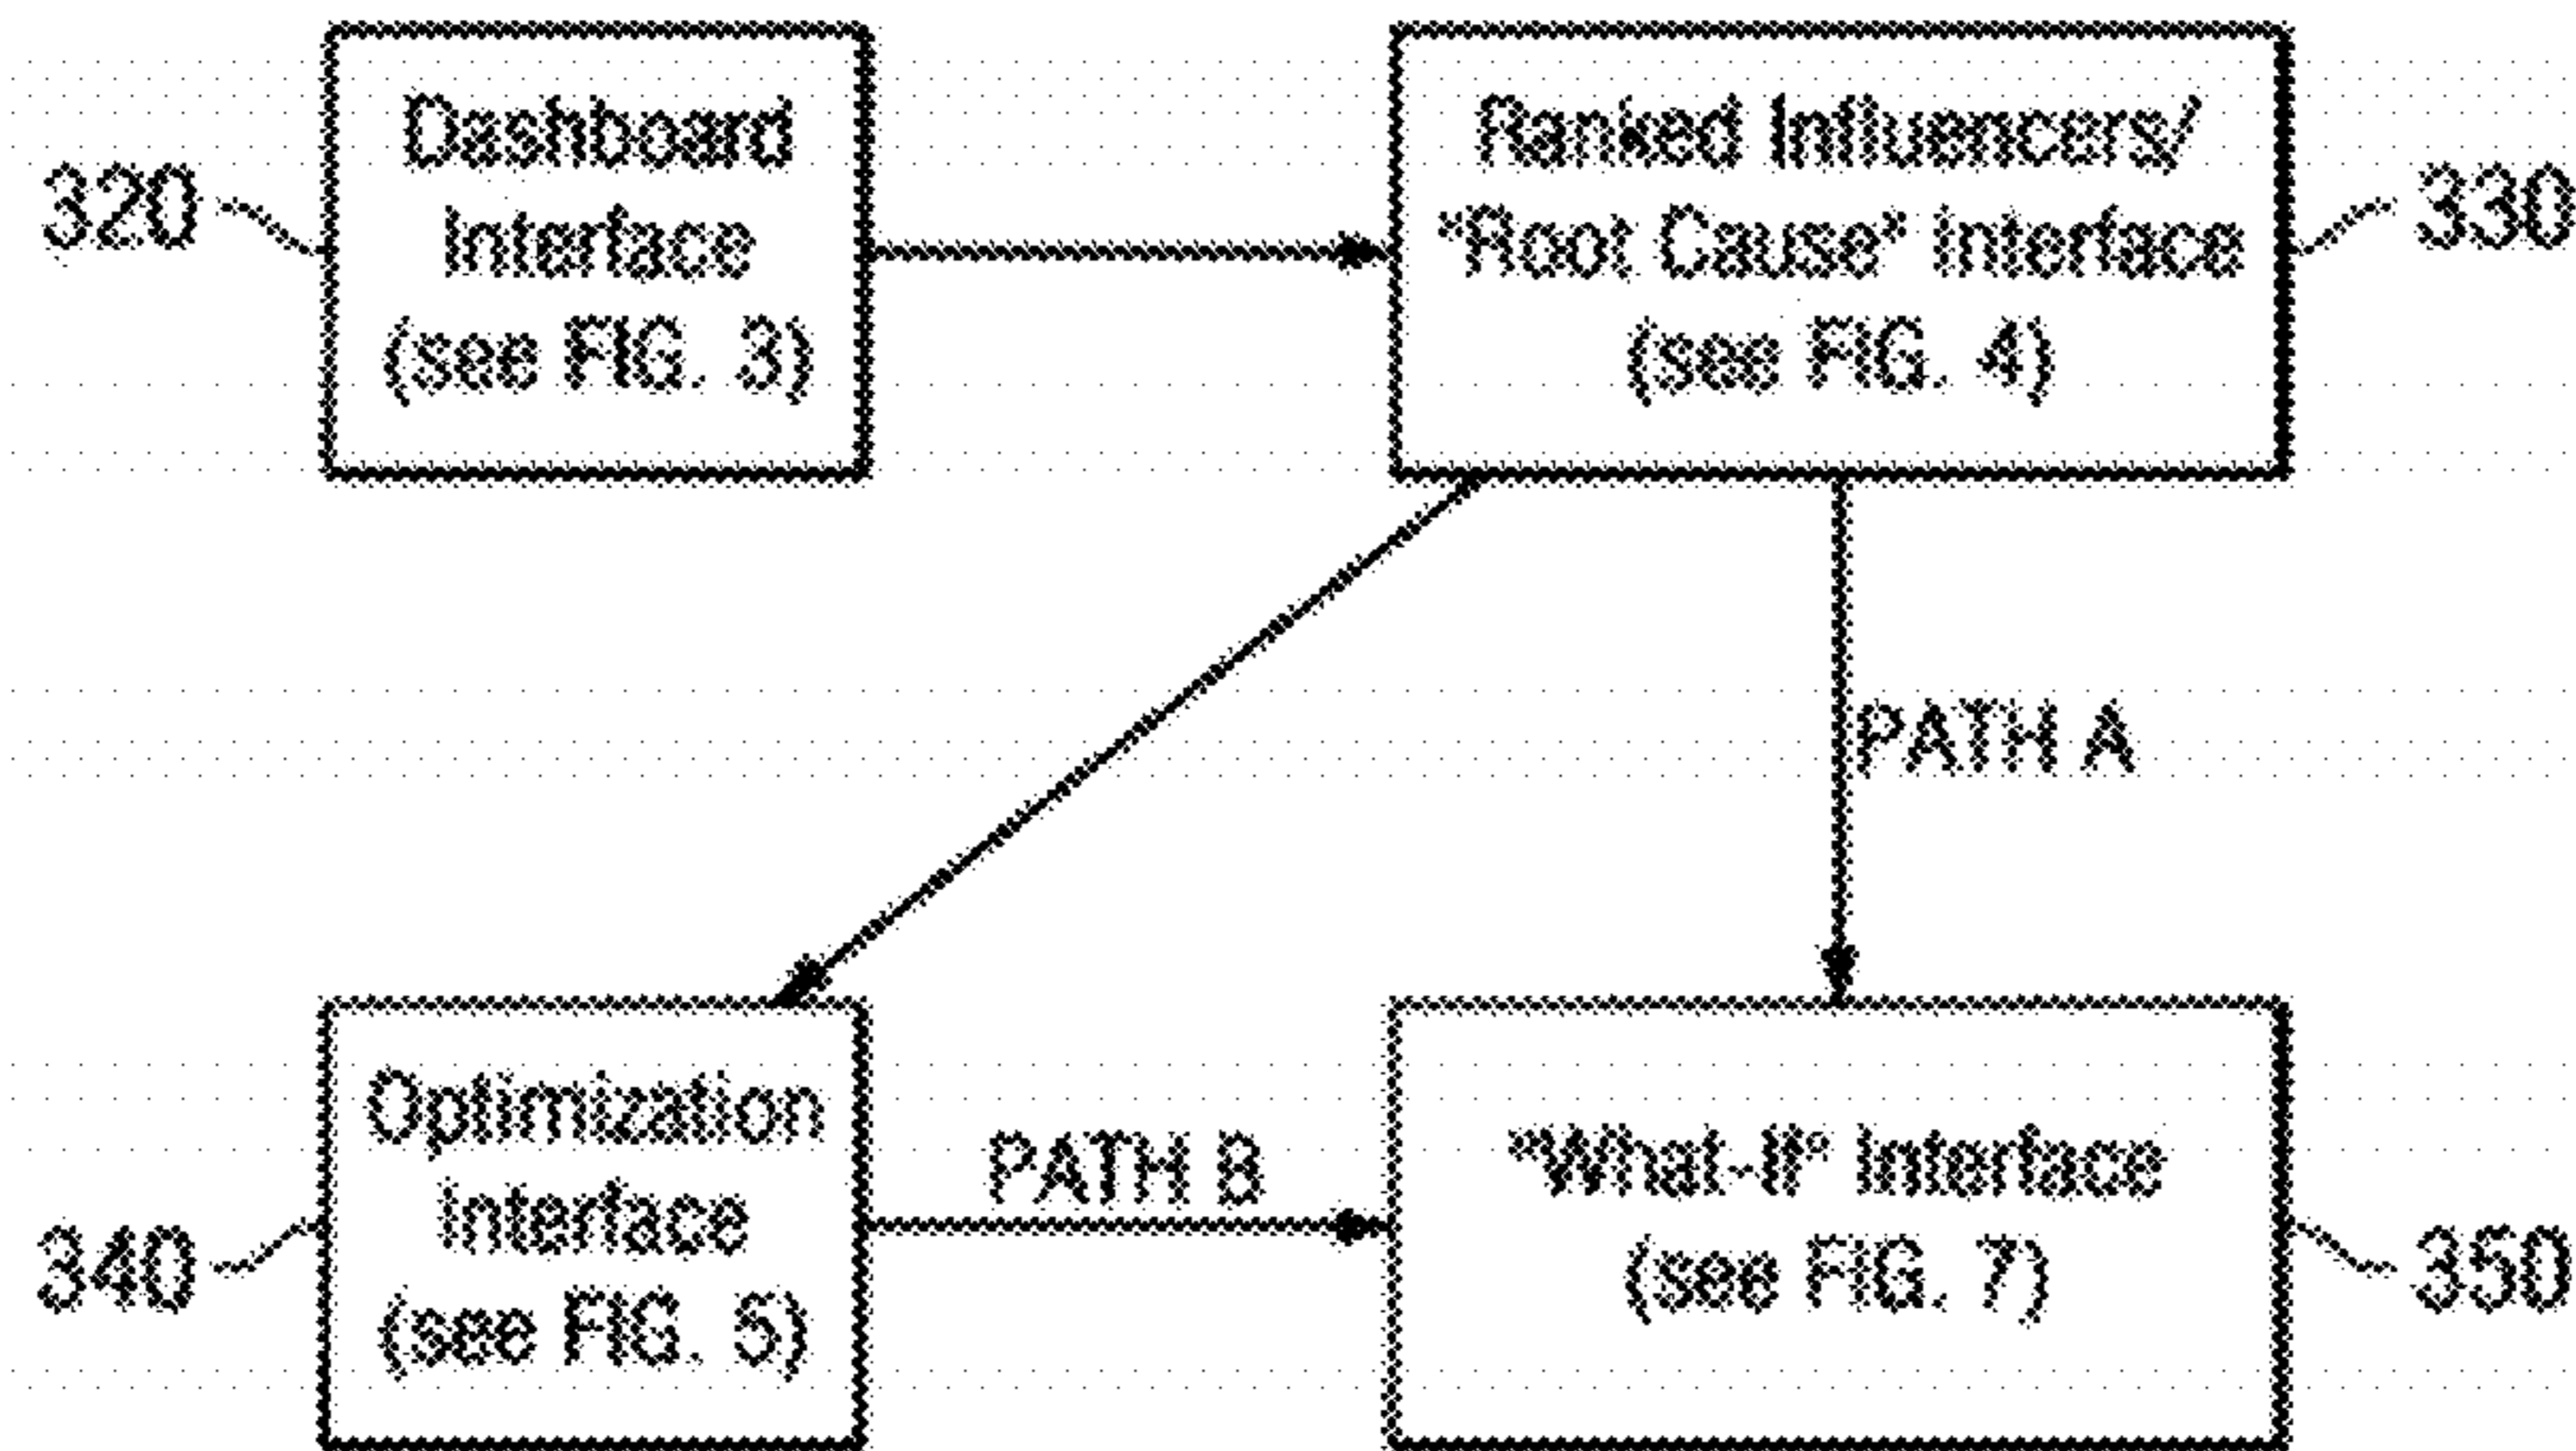 Dashboard
Interface
(see FIG. 3)
320
Ranked Influencers/
"Root Cause" Interface
(see FIG. 4)
330
PATH A
Optimization
Interface
(see FIG. 5)
340
PATH B
"What-If" Interface
(see FIG. 7)
350